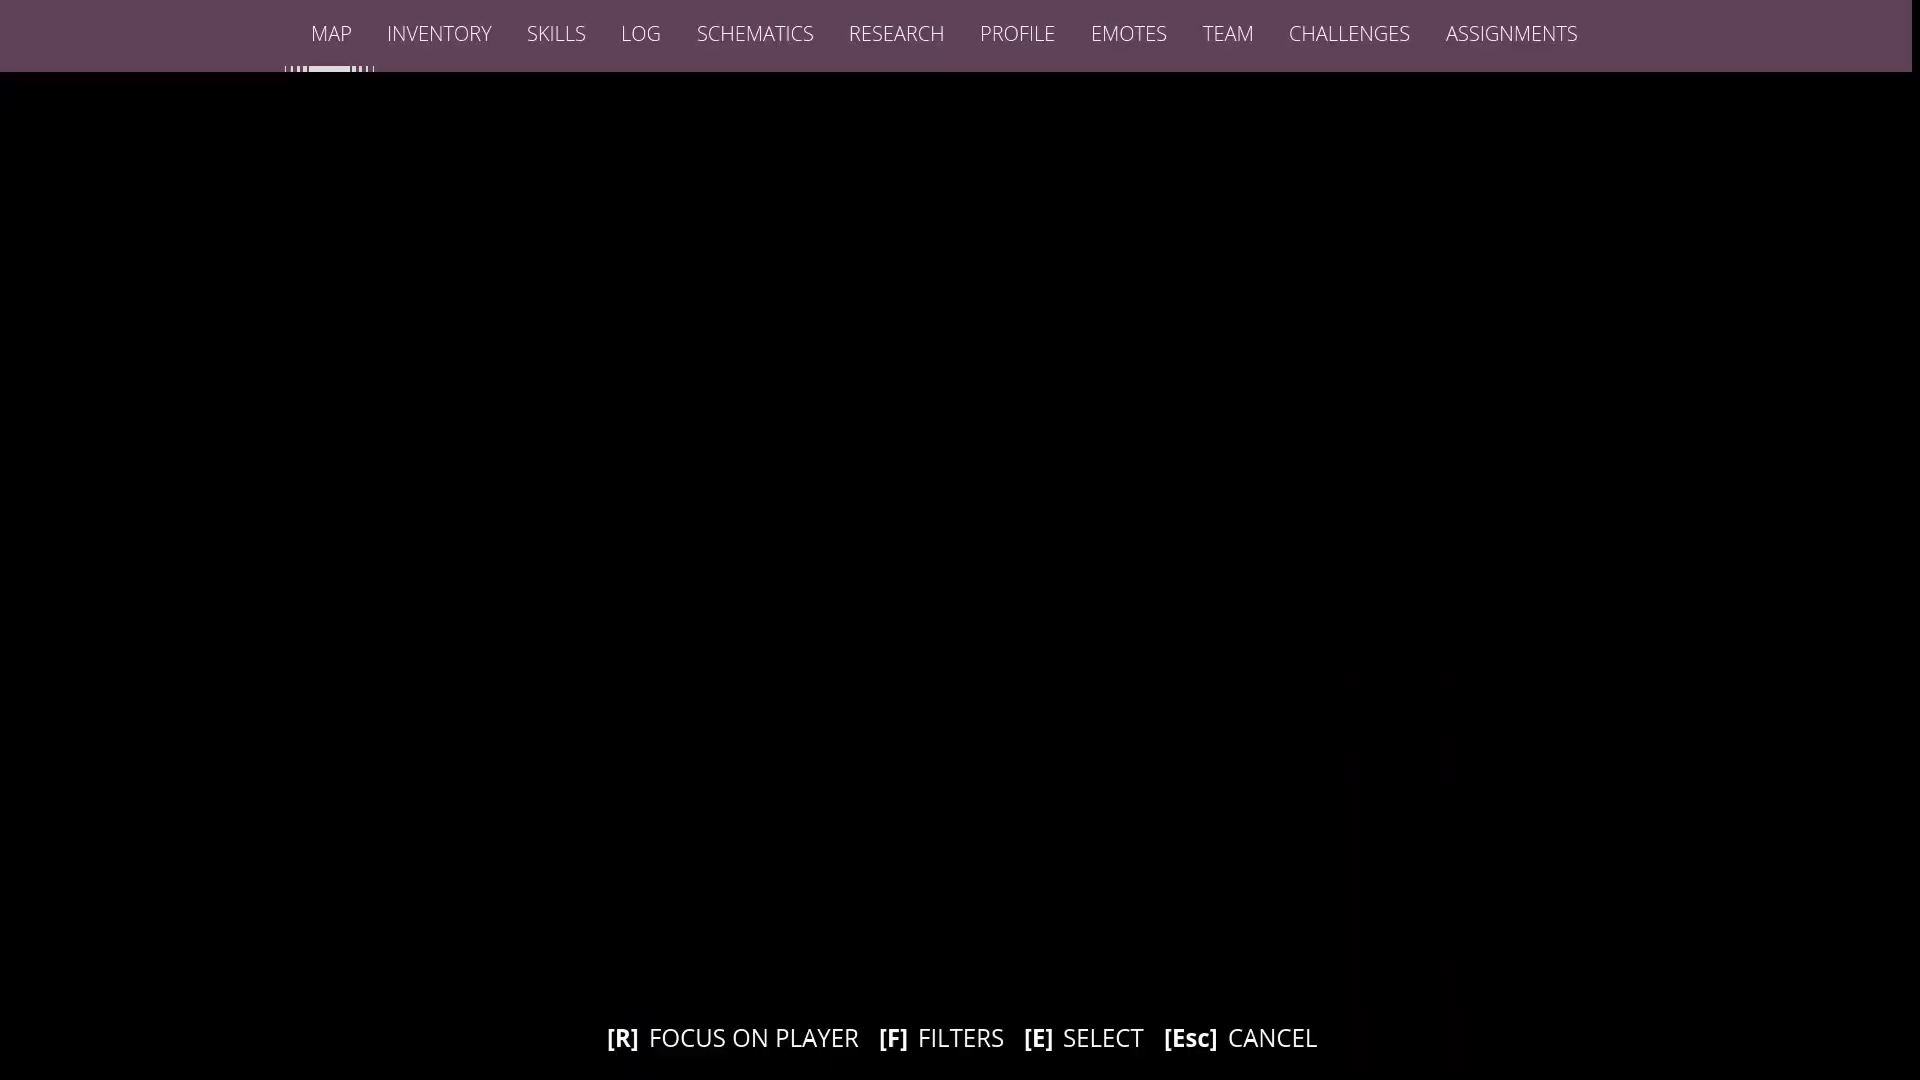 MAP INVENTORY SKILLS LOG SCHEMATICS RESEARCH PROFILE EMOTES TEAM CHALLENGES ASSIGNMENTS
[R] FOCUS ON PLAYER [F] FILTERS [E] SELECT [Esc] CANCEL